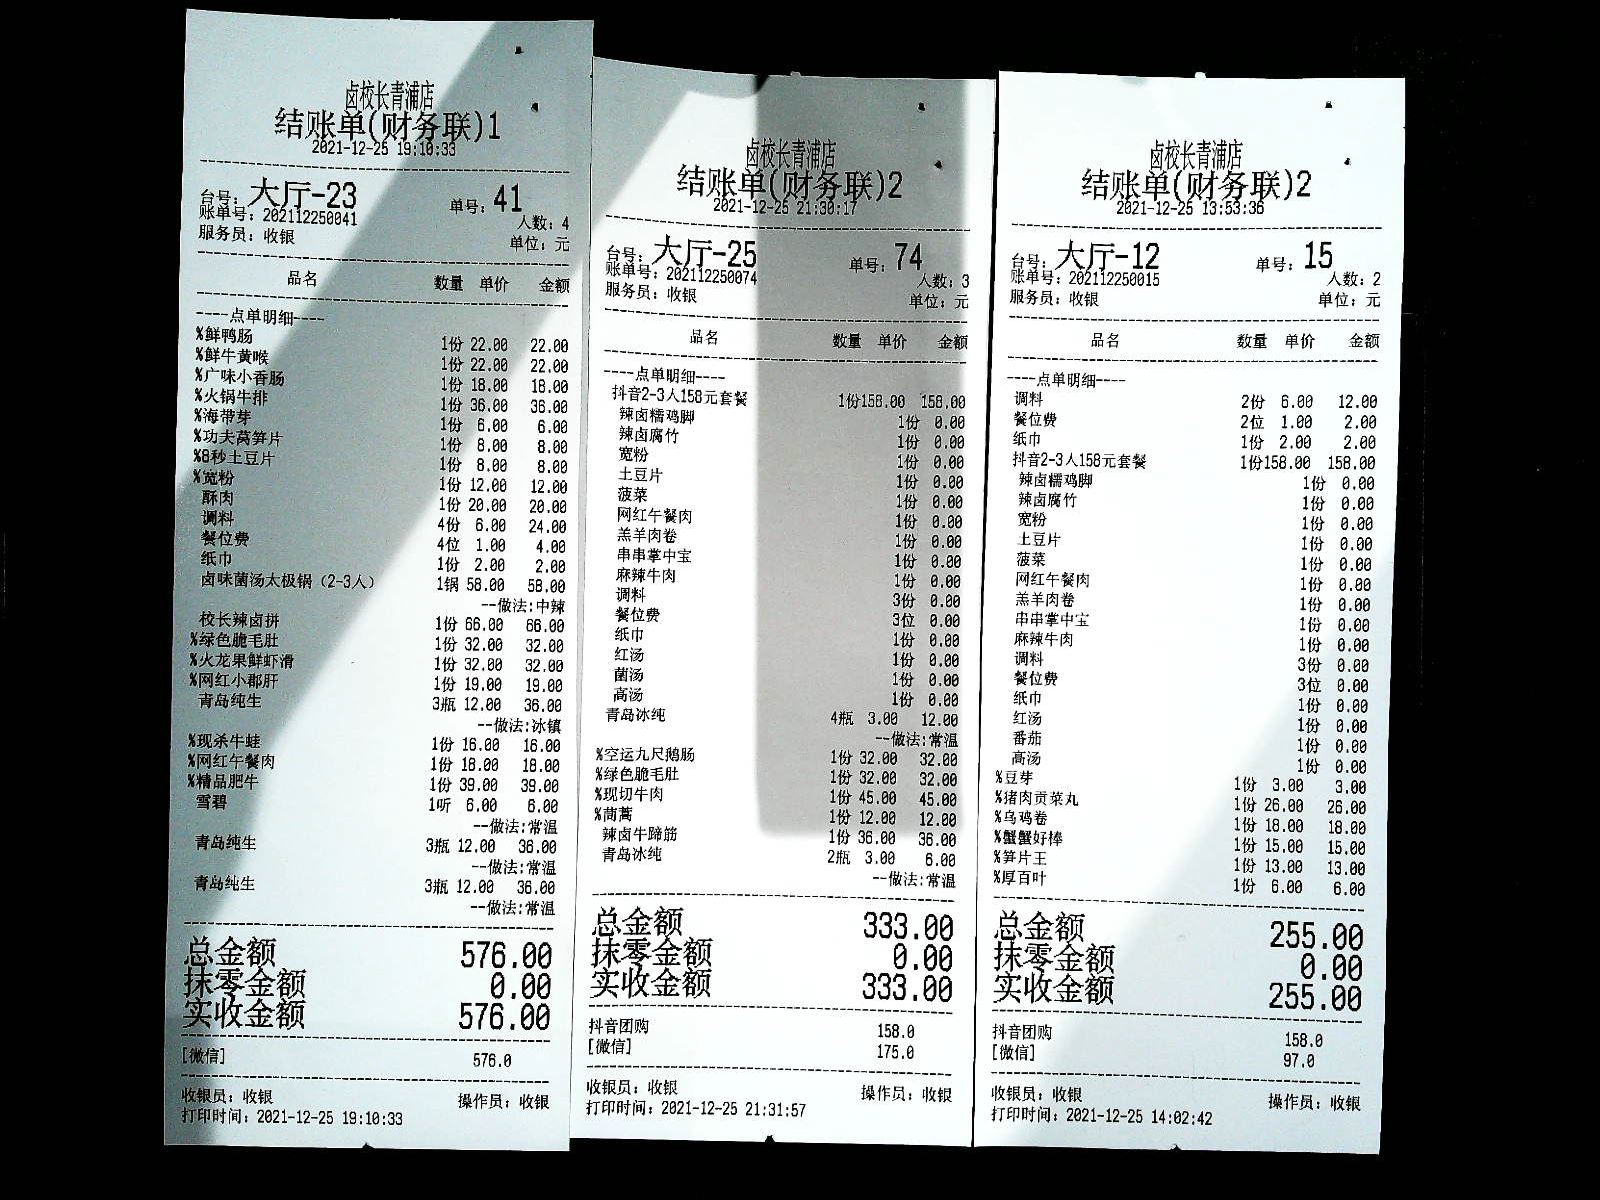 卤校长青浦店
结账单(财务联)1
2021-12-25 19:10:33
台号: 大厅-23 单号: 41
账单号: 202112250041 人数: 4
服务员: 收银 单位: 元
品名 数量 单价 金额
----点单明细----
%鲜鸭肠 1份 22.00 22.00
%鲜牛黄喉 1份 22.00 22.00
%广味小香肠 1份 18.00 18.00
%火锅牛排 1份 36.00 36.00
%海带芽 1份 6.00 6.00
%功夫莴笋片 1份 8.00 8.00
%8秒土豆片 1份 8.00 8.00
%宽粉 1份 12.00 12.00
酥肉 1份 20.00 20.00
调料 4份 6.00 24.00
餐位费 4位 1.00 4.00
纸巾 1份 2.00 2.00
卤味菌汤太极锅（2-3人） 1锅 58.00 58.00
--做法:中辣
校长辣卤拼 1份 66.00 66.00
%绿色脆毛肚 1份 32.00 32.00
%火龙果鲜虾滑 1份 32.00 32.00
%网红小郡肝 1份 19.00 19.00
青岛纯生 3瓶 12.00 36.00
--做法:冰镇
%现杀牛蛙 1份 16.00 16.00
%网红午餐肉 1份 18.00 18.00
%精品肥牛 1份 39.00 39.00
雪碧 1听 6.00 6.00
--做法:常温
青岛纯生 3瓶 12.00 36.00
--做法:常温
青岛纯生 3瓶 12.00 36.00
--做法:常温
总金额 576.00
抹零金额 0.00
实收金额 576.00
[微信] 576.0
收银员: 收银 操作员: 收银
打印时间: 2021-12-25 19:10:33
卤校长青浦店
结账单(财务联)2
2021-12-25 21:30:17
台号: 大厅-25 单号: 74
账单号: 202112250074 人数: 3
服务员: 收银 单位: 元
品名 数量 单价 金额
----点单明细----
抖音2-3人158元套餐 1份158.00 158.00
辣卤糯鸡脚 1份 0.00
辣卤腐竹 1份 0.00
宽粉 1份 0.00
土豆片 1份 0.00
菠菜 1份 0.00
网红午餐肉 1份 0.00
羔羊肉卷 1份 0.00
串串掌中宝 1份 0.00
麻辣牛肉 1份 0.00
调料 3份 0.00
餐位费 3位 0.00
纸巾 1份 0.00
红汤 1份 0.00
菌汤 1份 0.00
高汤 1份 0.00
青岛冰纯 4瓶 3.00 12.00
--做法:常温
%空运九尺鹅肠 1份 32.00 32.00
%绿色脆毛肚 1份 32.00 32.00
%现切牛肉 1份 45.00 45.00
%茼蒿 1份 12.00 12.00
辣卤牛蹄筋 1份 36.00 36.00
青岛冰纯 2瓶 3.00 6.00
--做法:常温
总金额 333.00
抹零金额 0.00
实收金额 333.00
抖音团购 158.0
[微信] 175.0
收银员: 收银 操作员: 收银
打印时间: 2021-12-25 21:31:57
卤校长青浦店
结账单(财务联)2
2021-12-25 13:53:36
台号: 大厅-12 单号: 15
账单号: 202112250015 人数: 2
服务员: 收银 单位: 元
品名 数量 单价 金额
----点单明细----
调料 2份 6.00 12.00
餐位费 2位 1.00 2.00
纸巾 1份 2.00 2.00
抖音2-3人158元套餐 1份158.00 158.00
辣卤糯鸡脚 1份 0.00
辣卤腐竹 1份 0.00
宽粉 1份 0.00
土豆片 1份 0.00
菠菜 1份 0.00
网红午餐肉 1份 0.00
羔羊肉卷 1份 0.00
串串掌中宝 1份 0.00
麻辣牛肉 1份 0.00
调料 3份 0.00
餐位费 3位 0.00
纸巾 1份 0.00
红汤 1份 0.00
番茄 1份 0.00
高汤 1份 0.00
%豆芽 1份 3.00 3.00
%猪肉贡菜丸 1份 26.00 26.00
%乌鸡卷 1份 18.00 18.00
%蟹蟹好棒 1份 15.00 15.00
%笋片王 1份 13.00 13.00
%厚百叶 1份 6.00 6.00
总金额 255.00
抹零金额 0.00
实收金额 255.00
抖音团购 158.0
[微信] 97.0
收银员: 收银 操作员: 收银
打印时间: 2021-12-25 14:02:42